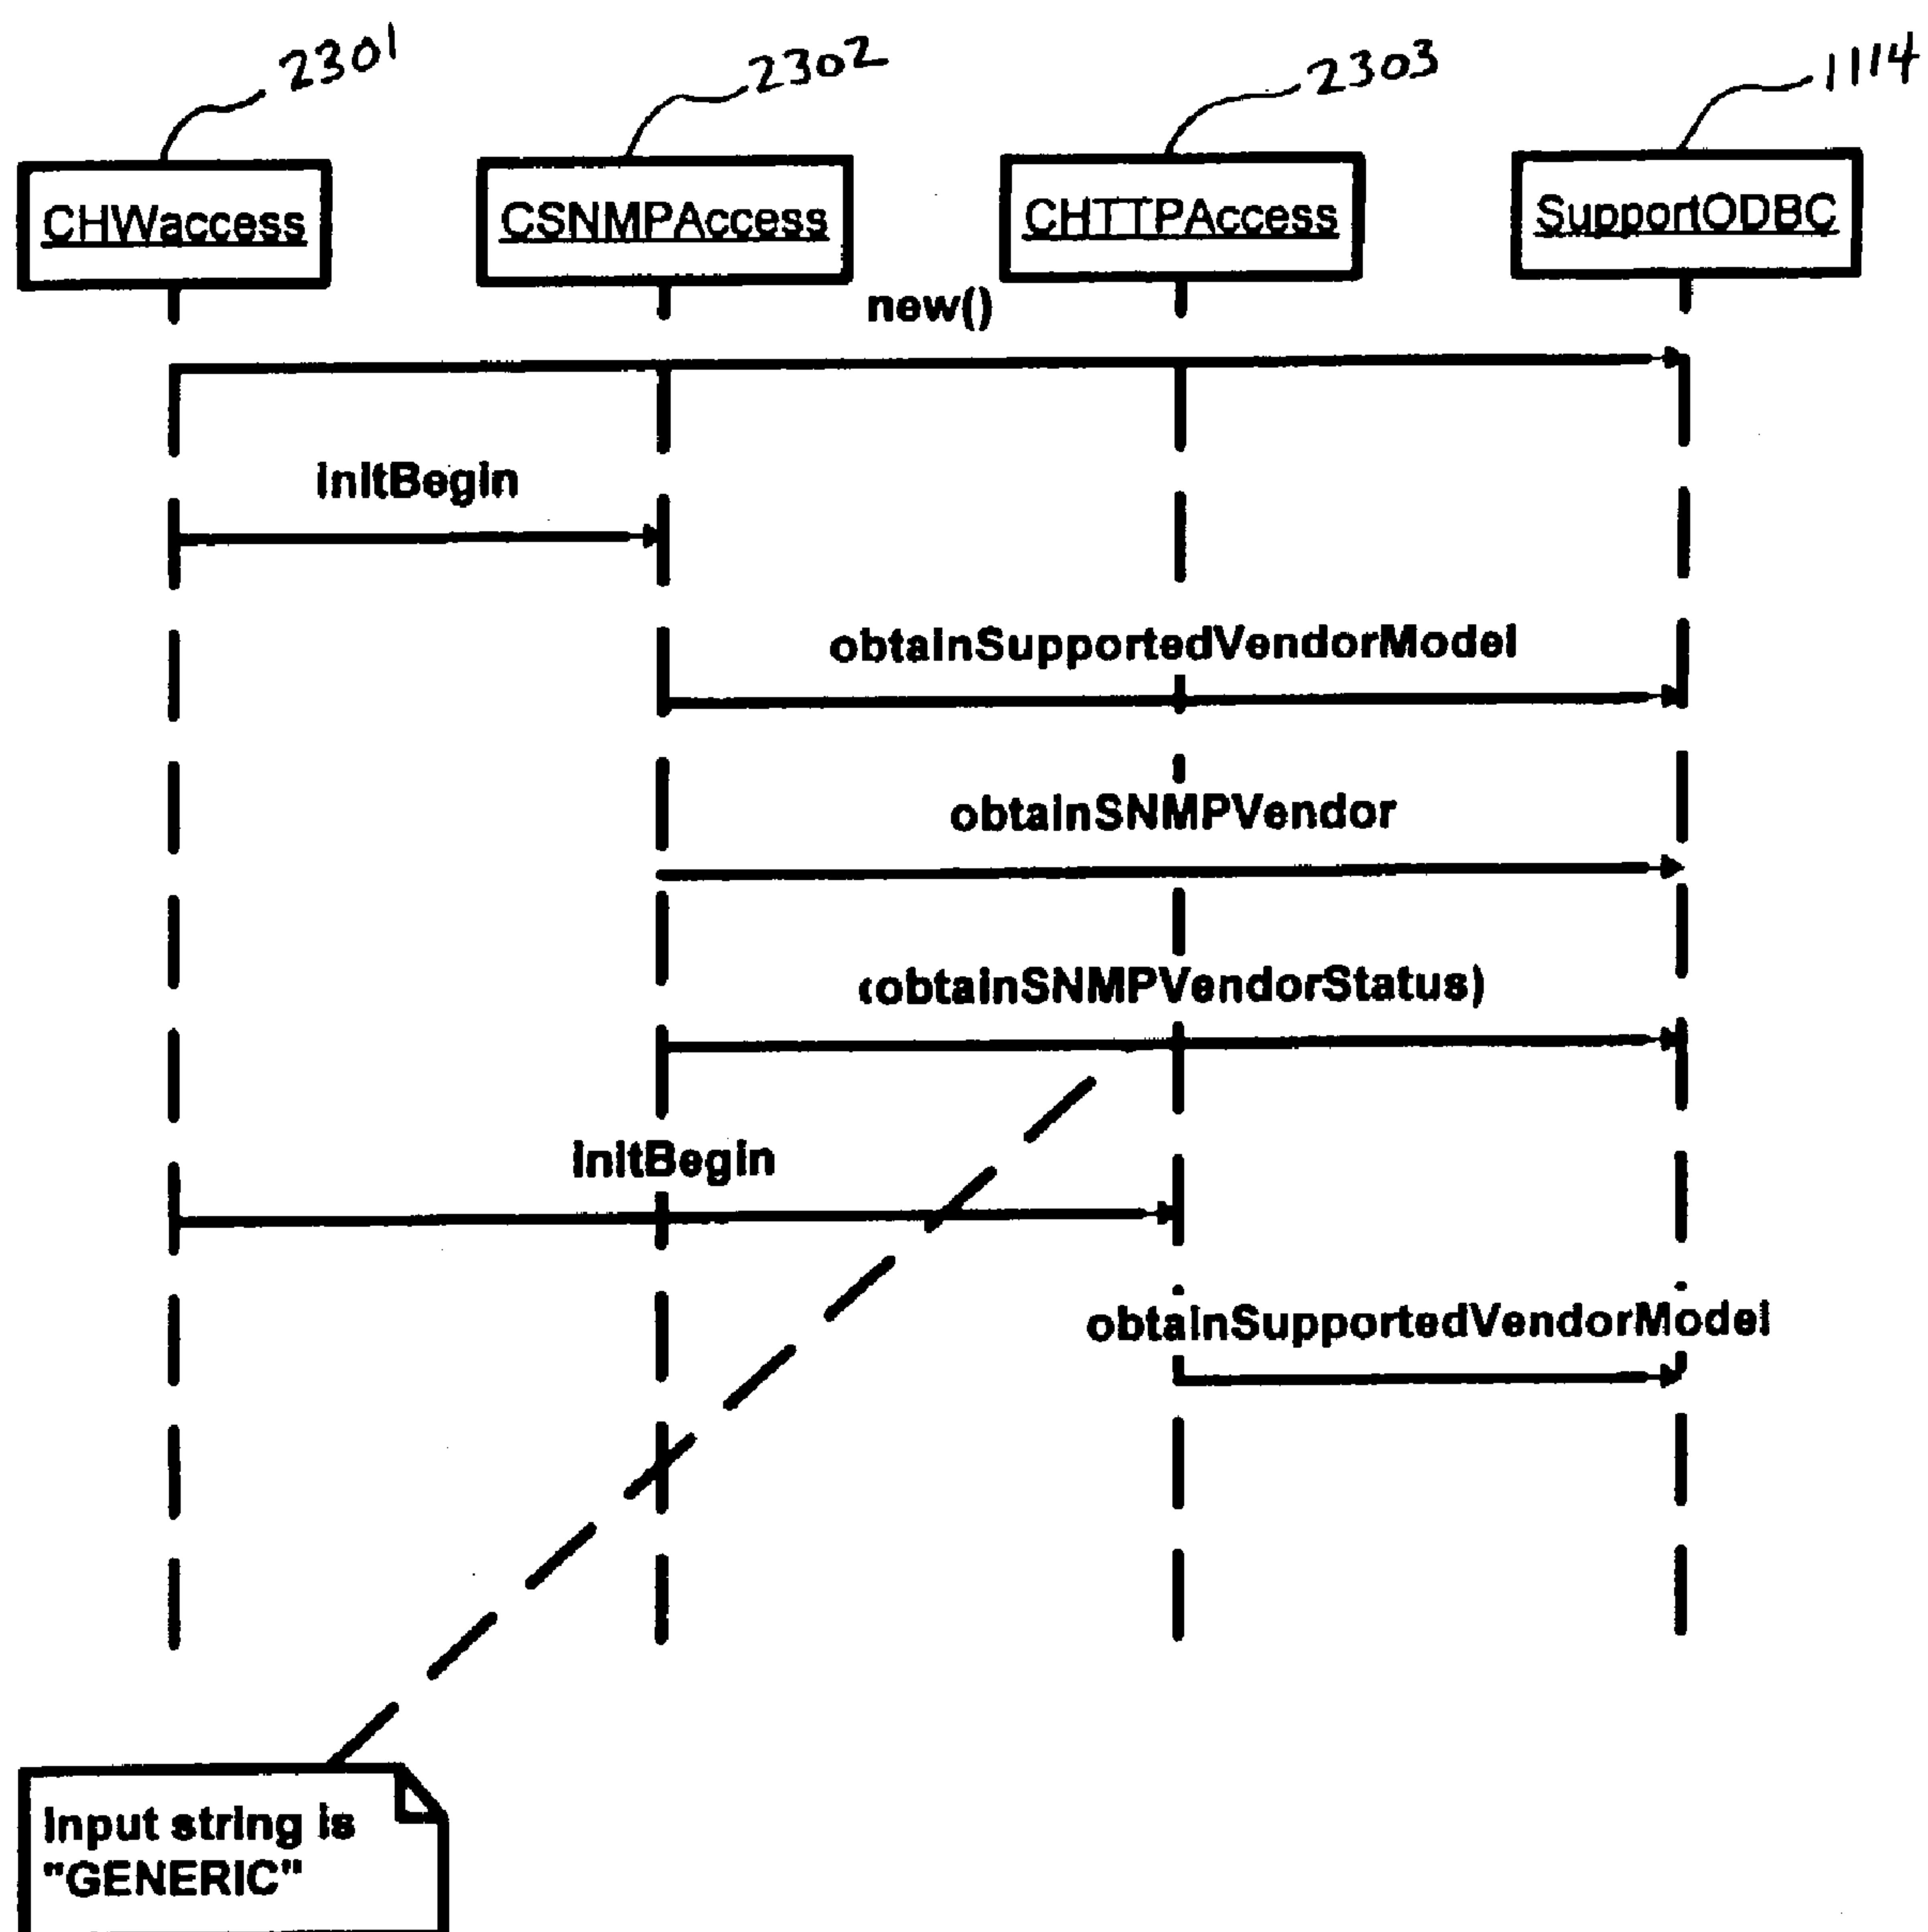 2301
2302
2303
1114
CHWaccess
CSNMPAccess
CHTTPAccess
SupportODBC
new()
initBegin
obtainSupportedVendorModel
obtainSNMPVendor
(obtainSNMPVendorStatus)
initBegin
obtainSupportedVendorModel
Input string is
"GENERIC"